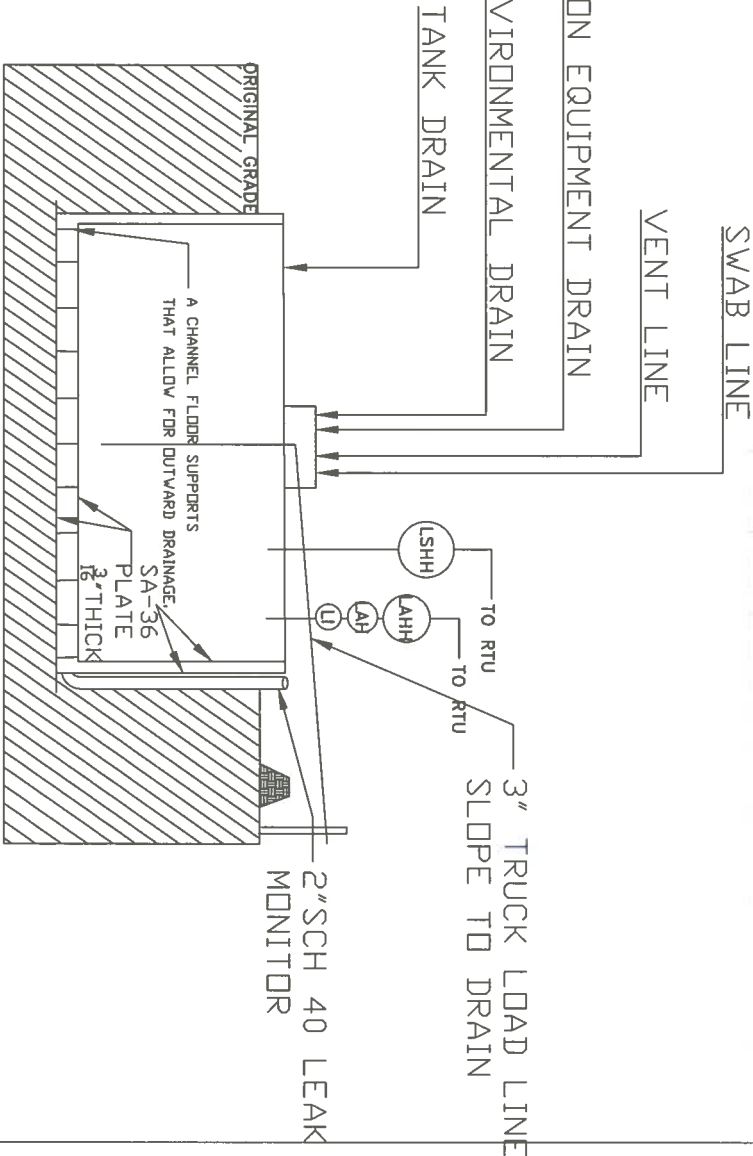 SWAB LINE
VENT LINE
ON EQUIPMENT DRAIN
VIRONMENTAL DRAIN
TANK DRAIN
TO RTU
TO RTU
LSHH
LAHH
LAH
LI
3" TRUCK LOAD LINE
SLOPE TO DRAIN
ORIGINAL GRADE
A CHANNEL FLOOR SUPPORTS
THAT ALLOW FOR OUTWARD DRAINAGE.
SA-36
PLATE
3/16" THICK
2"SCH 40 LEAK
MONITOR